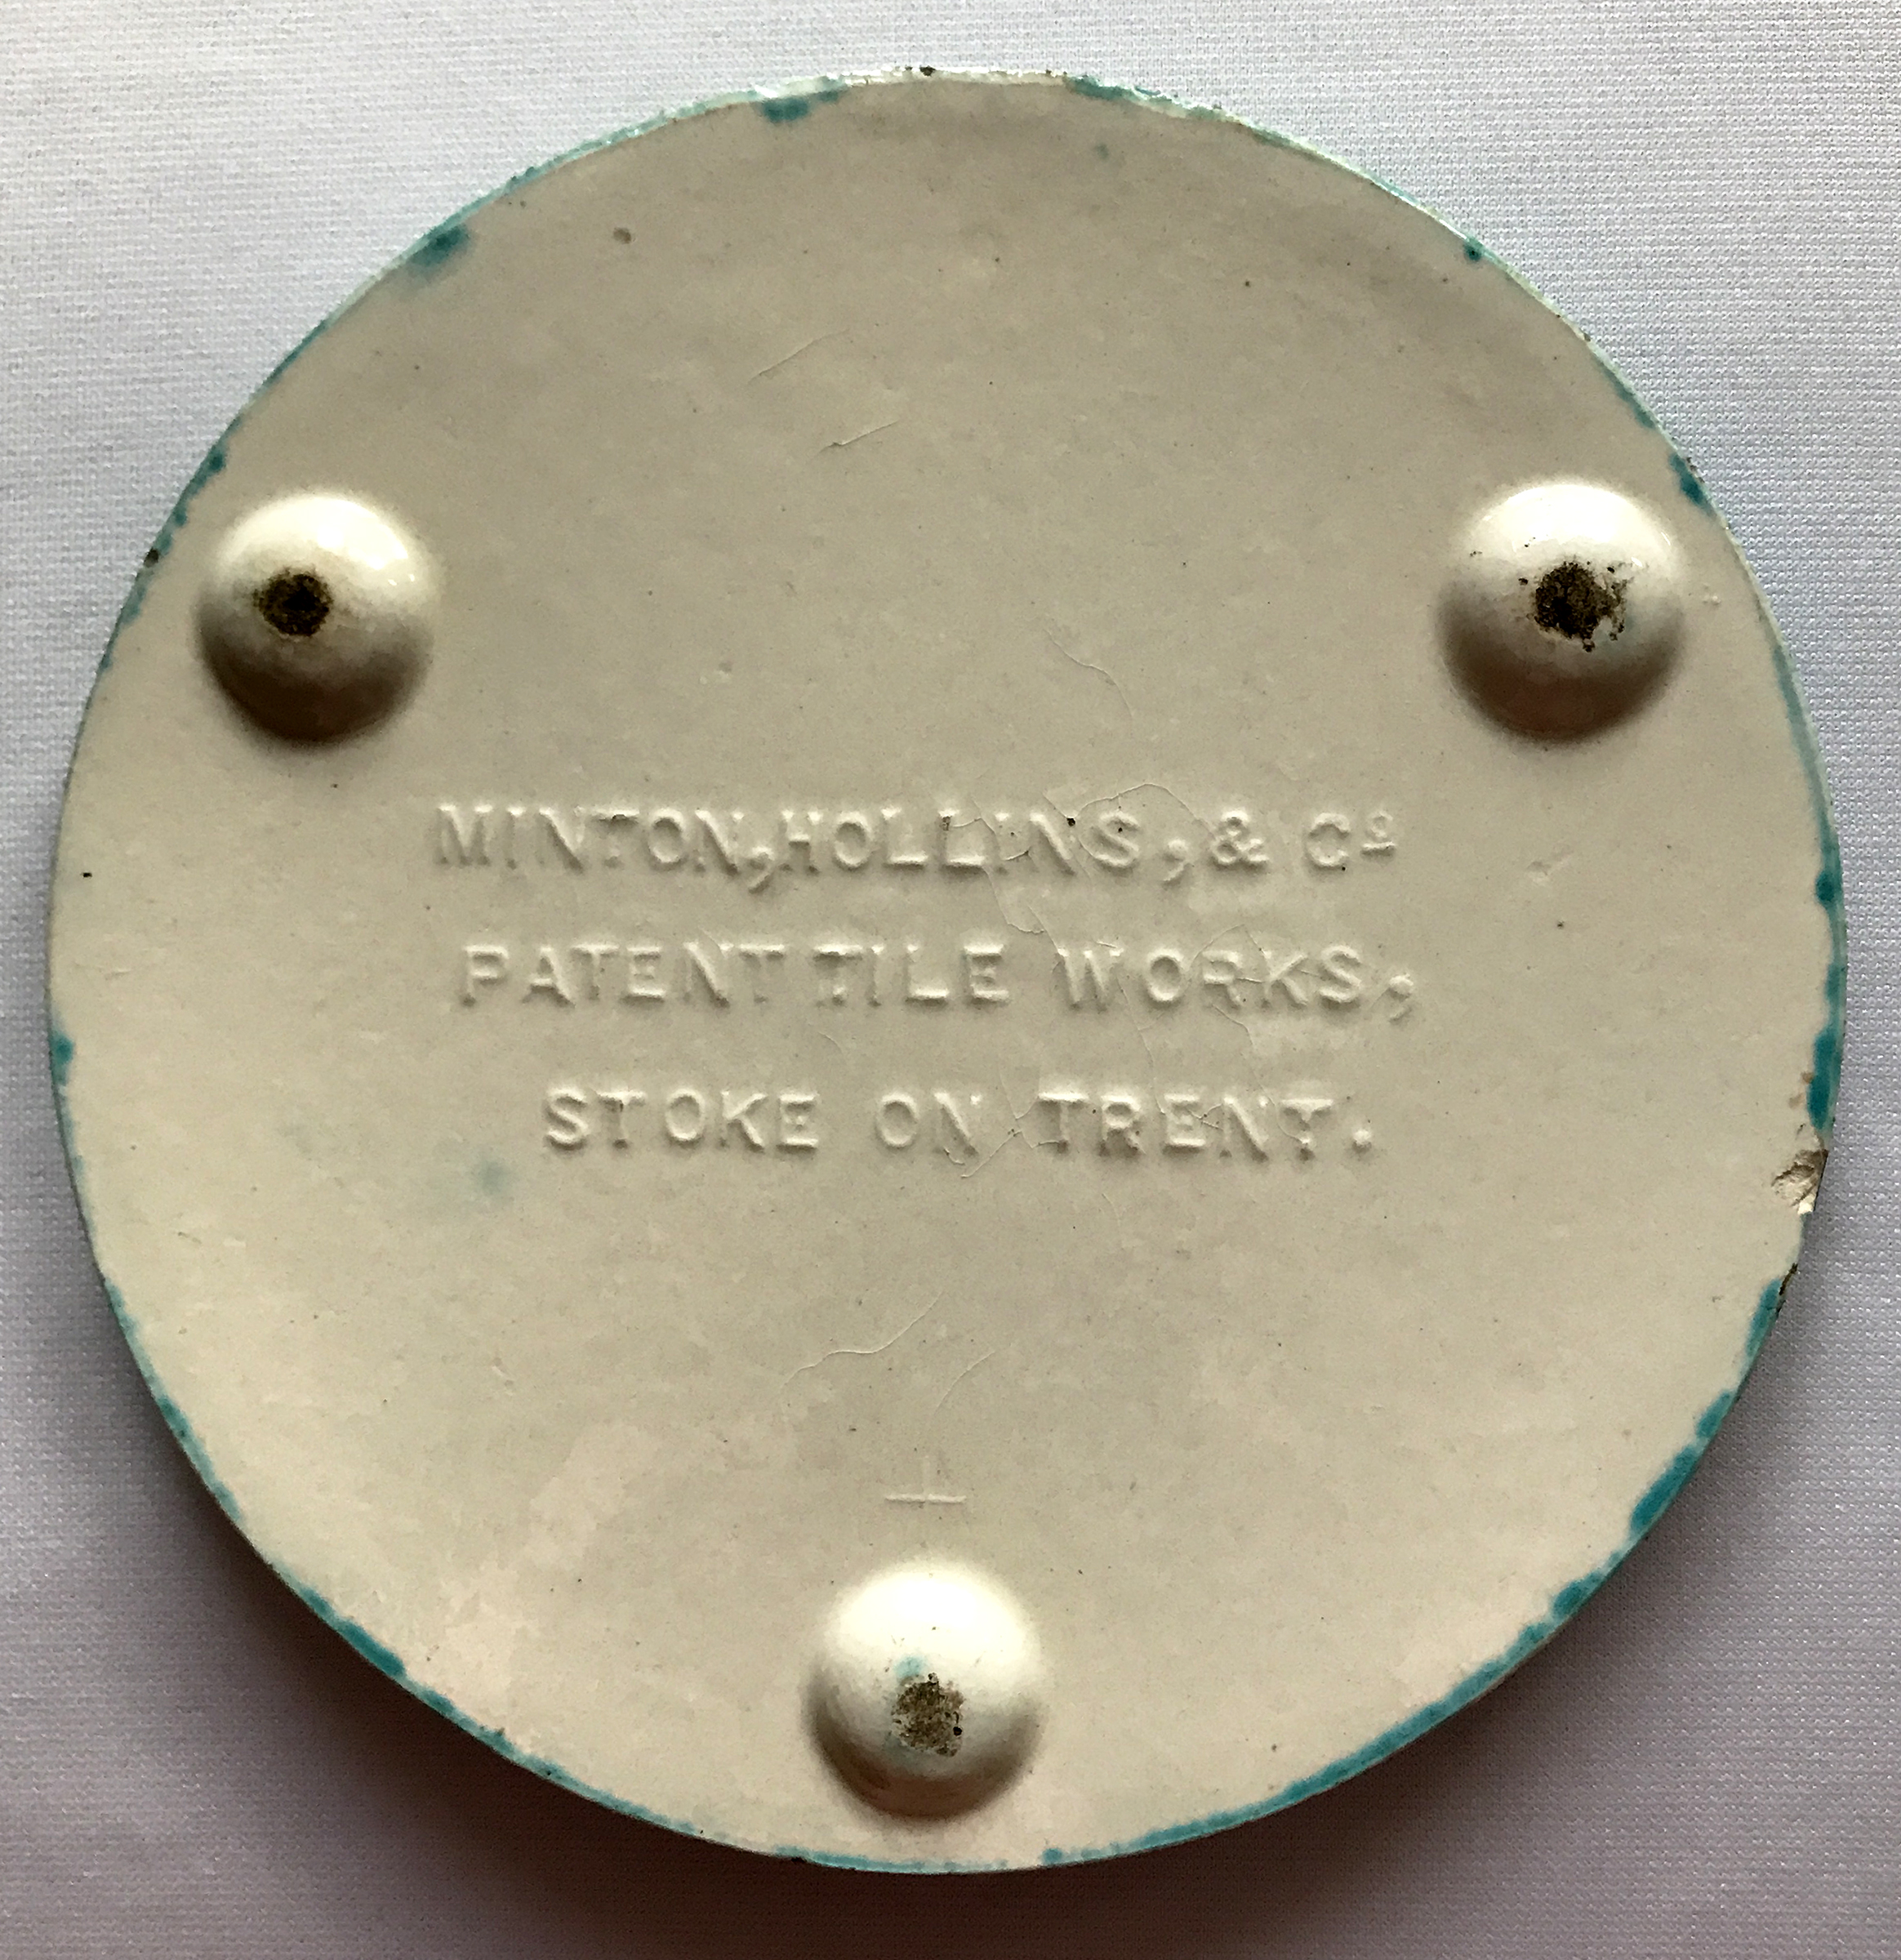 MINTON, HOLLINS, & Cº
PATENT TILE WORKS,
STOKE ON TRENT.